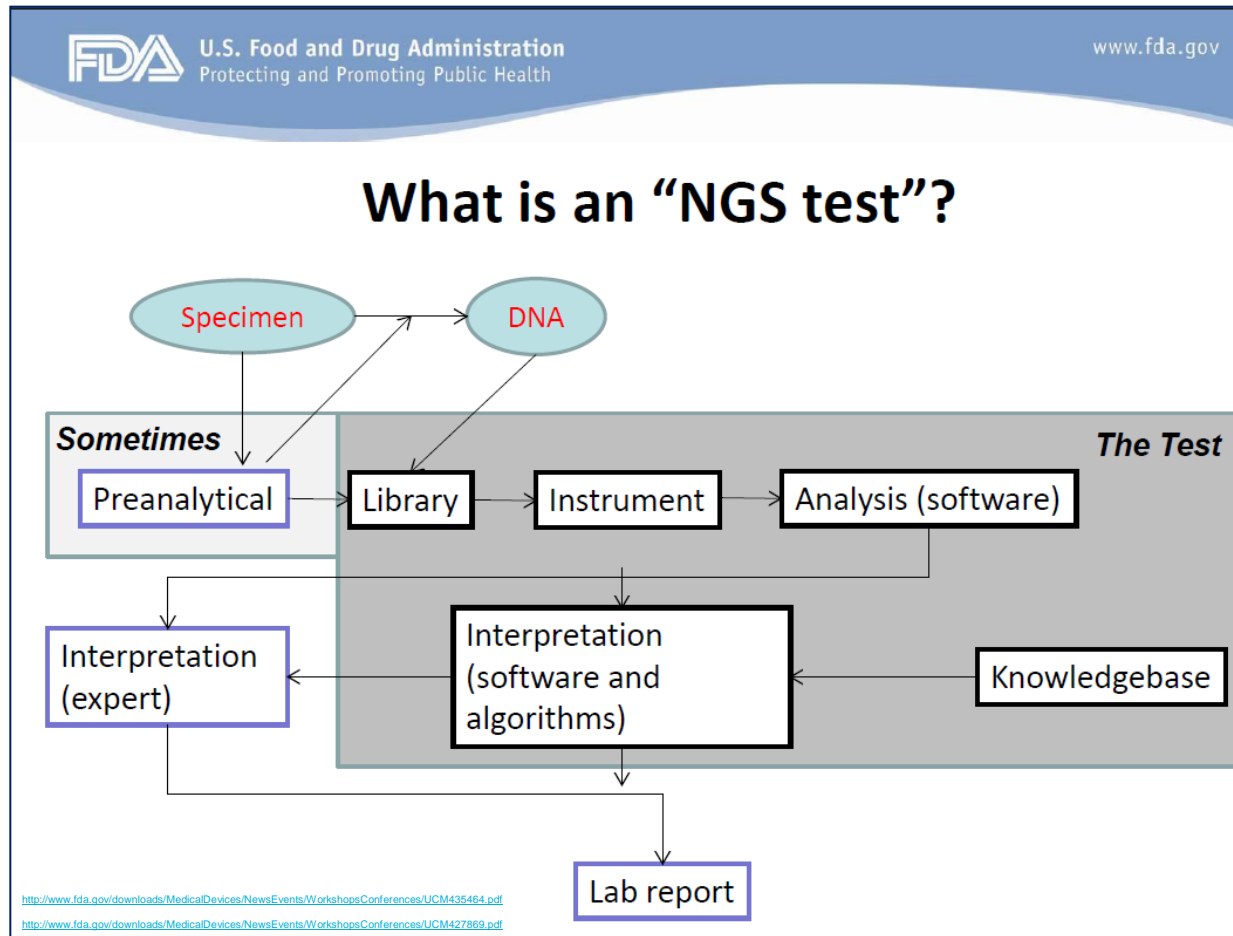 FDA
U.S. Food and Drug Administration
Protecting and Promoting Public Health
www.fda.gov
What is an “NGS test”?
Specimen
DNA
Sometimes
The Test
Preanalytical
Library
Instrument
Analysis (software)
Interpretation
(expert)
Interpretation
(software and
algorithms)
Knowledgebase
Lab report
http://www.fda.gov/downloads/MedicalDevices/NewsEvents/WorkshopsConferences/UCM435464.pdf
http://www.fda.gov/downloads/MedicalDevices/NewsEvents/WorkshopsConferences/UCM427869.pdf